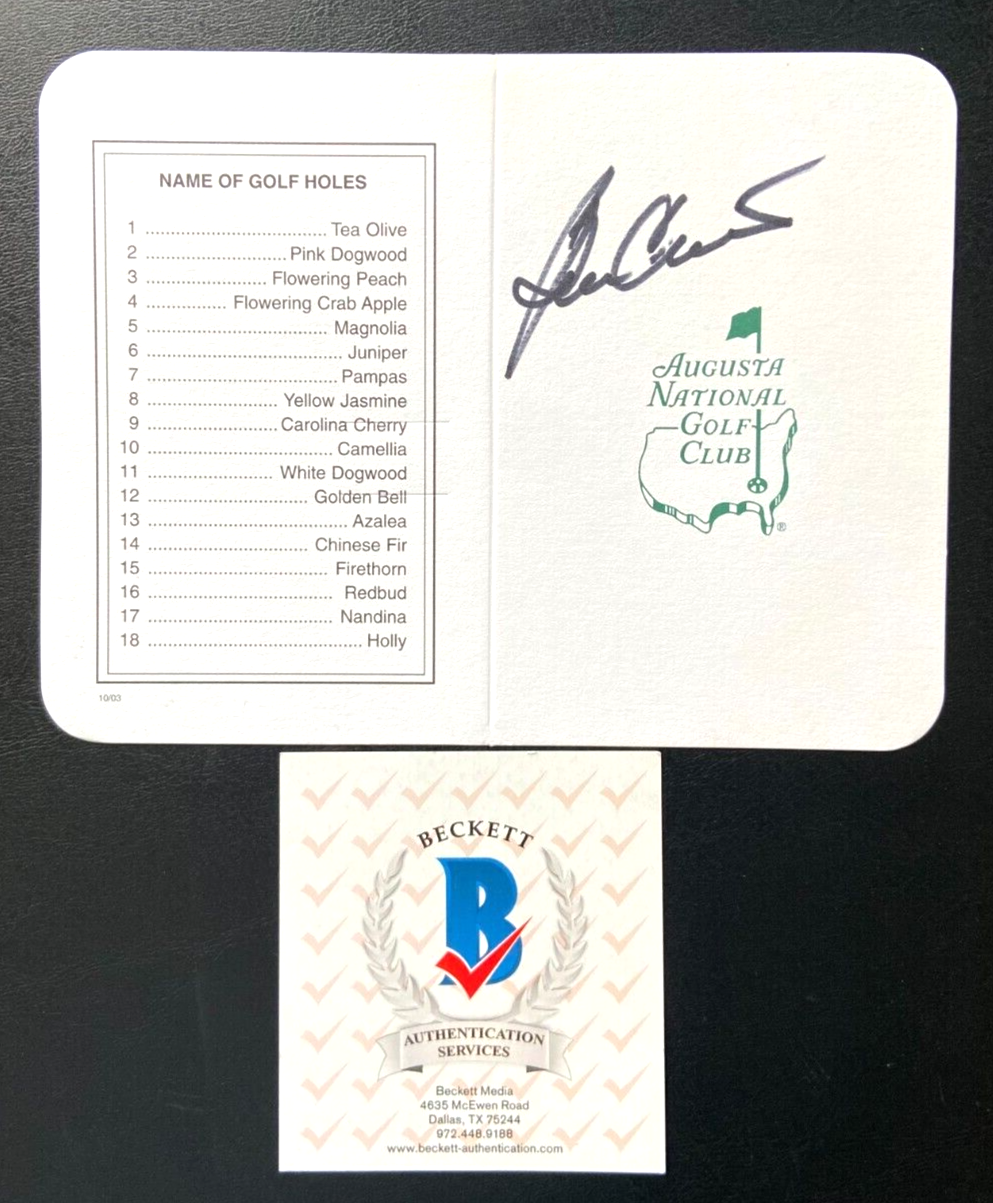 NAME OF GOLF HOLES
1 ................................ Tea Olive
2 ......................... Pink Dogwood
3 ..................... Flowering Peach
4 .............. Flowering Crab Apple
5 ................................ Magnolia
6 ................................... Juniper
7 .................................. Pampas
8 ....................... Yellow Jasmine
9 ....................... Carolina Cherry
10 ................................. Camellia
11 ...................... White Dogwood
12 ............................ Golden Bell
13 .................................... Azalea
14 ............................ Chinese Fir
15 ................................ Firethorn
16 ................................. Redbud
17 ................................. Nandina
18 ....................................... Holly
10/03
Ben Crenshaw
AUGUSTA
NATIONAL
GOLF
CLUB
®
BECKETT
B
AUTHENTICATION
SERVICES
Beckett Media
4635 McEwen Road
Dallas, TX 75244
972.448.9188
www.beckett-authentication.com